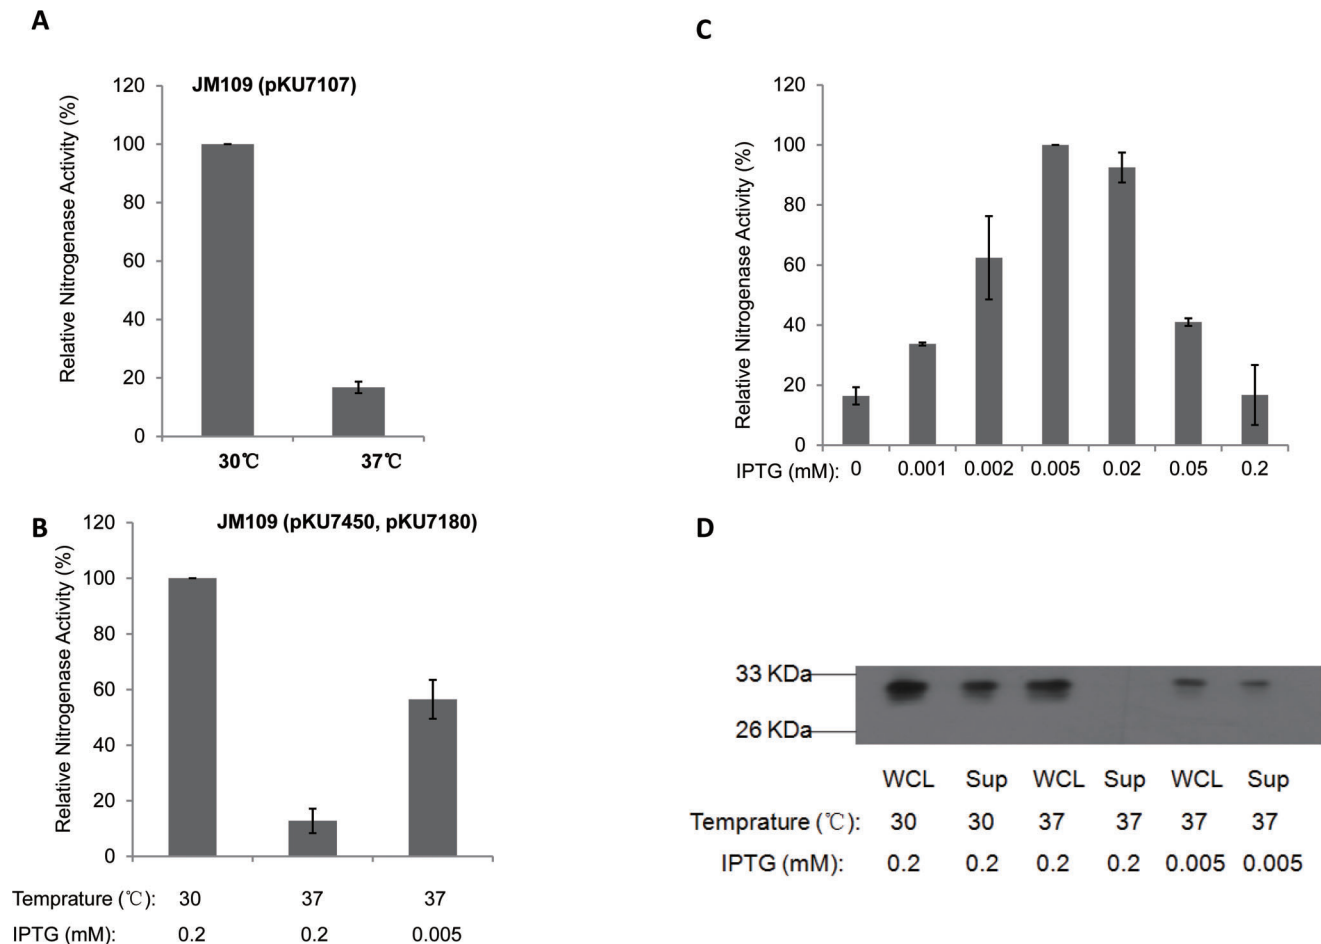 A
JM109 (pKU7107)
Relative Nitrogenase Activity (%)
120
100
80
60
40
20
0
30℃ 37℃
B
JM109 (pKU7450, pKU7180)
Relative Nitrogenase Activity (%)
120
100
80
60
40
20
0
Temprature (℃): 30 37 37
IPTG (mM): 0.2 0.2 0.005
C
Relative Nitrogenase Activity (%)
120
100
80
60
40
20
0
IPTG (mM): 0 0.001 0.002 0.005 0.02 0.05 0.2
D
33 KDa
26 KDa
WCL Sup WCL Sup WCL Sup
Temprature (℃): 30 30 37 37 37 37
IPTG (mM): 0.2 0.2 0.2 0.2 0.005 0.005